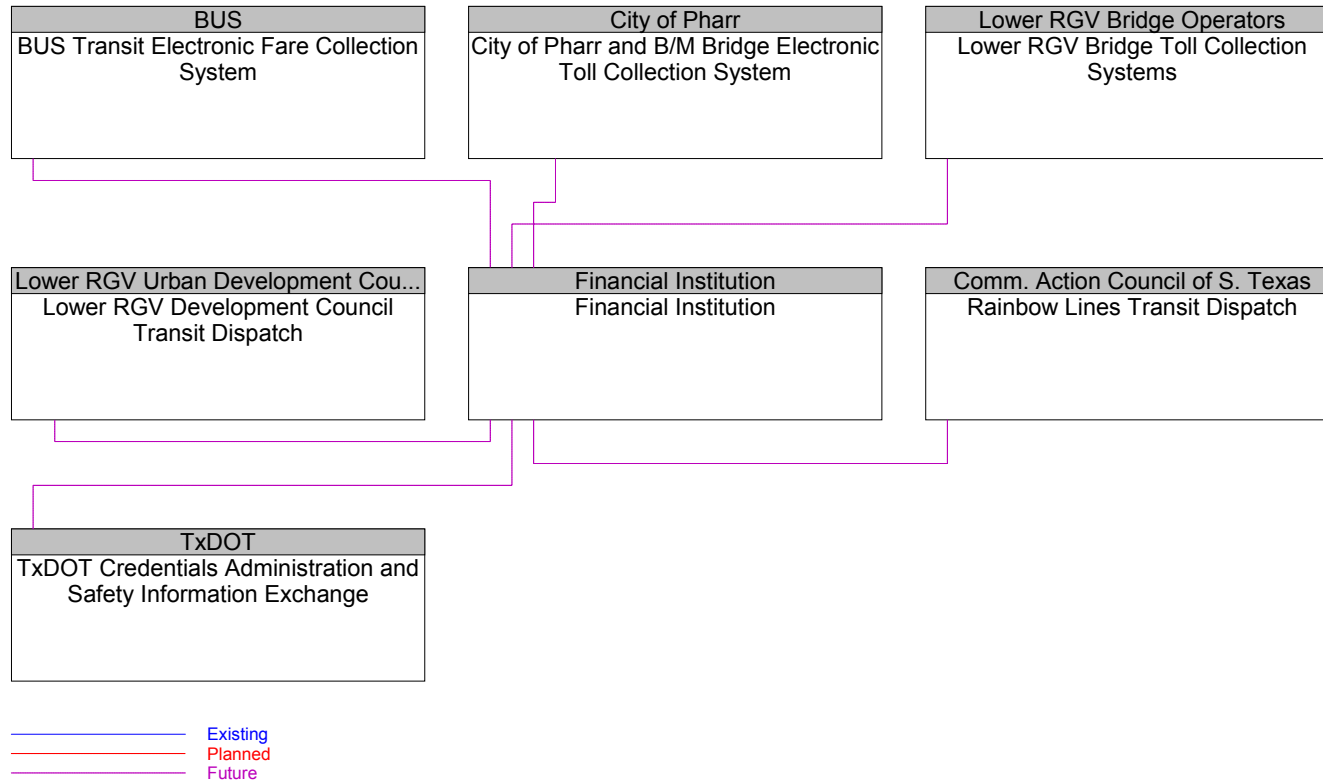 BUS
BUS Transit Electronic Fare Collection
System
City of Pharr
City of Pharr and B/M Bridge Electronic
Toll Collection System
Lower RGV Bridge Operators
Lower RGV Bridge Toll Collection
Systems
Lower RGV Urban Development Cou...
Lower RGV Development Council
Transit Dispatch
Financial Institution
Financial Institution
Comm. Action Council of S. Texas
Rainbow Lines Transit Dispatch
TxDOT
TxDOT Credentials Administration and
Safety Information Exchange
Existing
Planned
Future